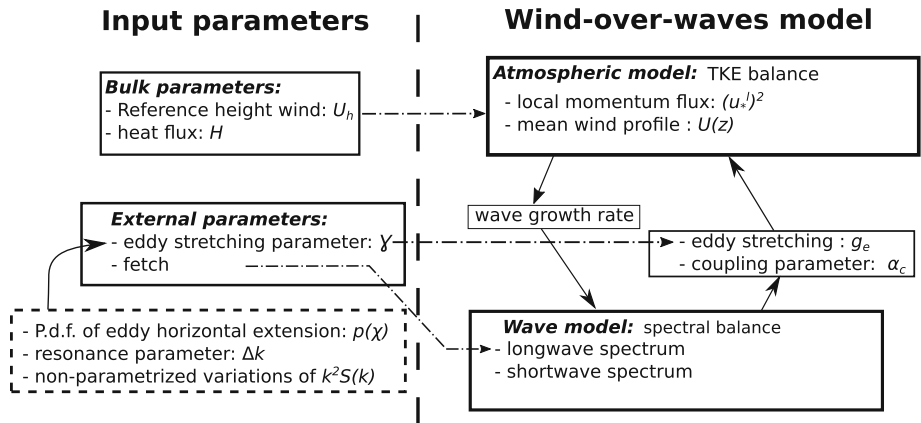 Input parameters
Wind-over-waves model
Bulk parameters:
- Reference height wind: U_h
- heat flux: H
Atmospheric model: TKE balance
- local momentum flux: (u_*^l)^2
- mean wind profile : U(z)
External parameters:
- eddy stretching parameter: ɣ
- fetch
wave growth rate
- eddy stretching : g_e
- coupling parameter: α_c
- P.d.f. of eddy horizontal extension: p(χ)
- resonance parameter: Δk
- non-parametrized variations of k^2S(k)
Wave model: spectral balance
- longwave spectrum
- shortwave spectrum